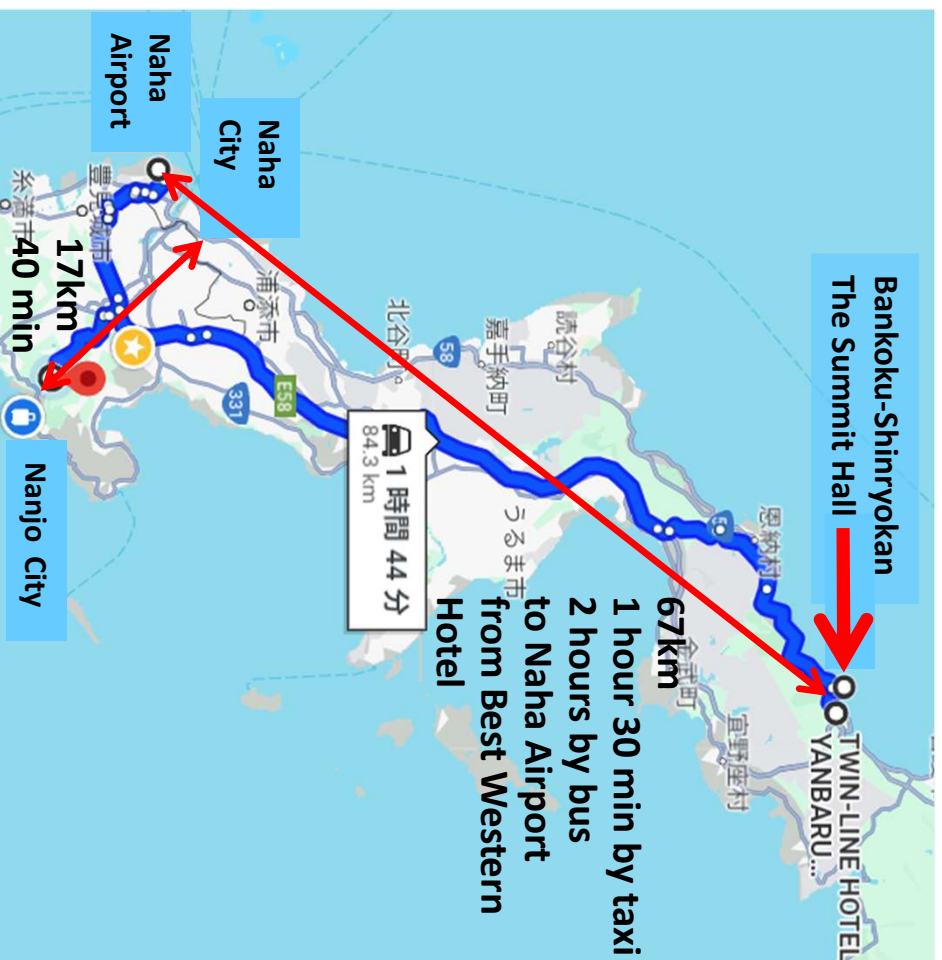 Bankoku-Shinryokan
The Summit Hall
TWIN-LINE HOTEL
YANBARU...
恩納村
宜野座村
金武町
67km
1 hour 30 min by taxi
2 hours by bus
to Naha Airport
from Best Western
Hotel
読谷村
嘉手納町
58
北谷町
うるま市
1 時間 44 分
84.3 km
Naha
City
浦添市
E58
331
Naha
Airport
豊見城市
糸満市
17km
40 min
Nanjo City